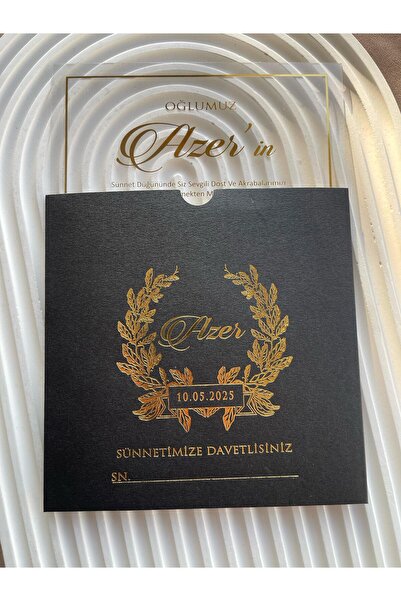 OĞLUMUZ
Azer'in
Sünnet Düğününde Siz Sevgili Dost Ve Akrabalarımızı
Azer
10.05.2025
SÜNNETİMİZE DAVETLİSİNİZ
SN.